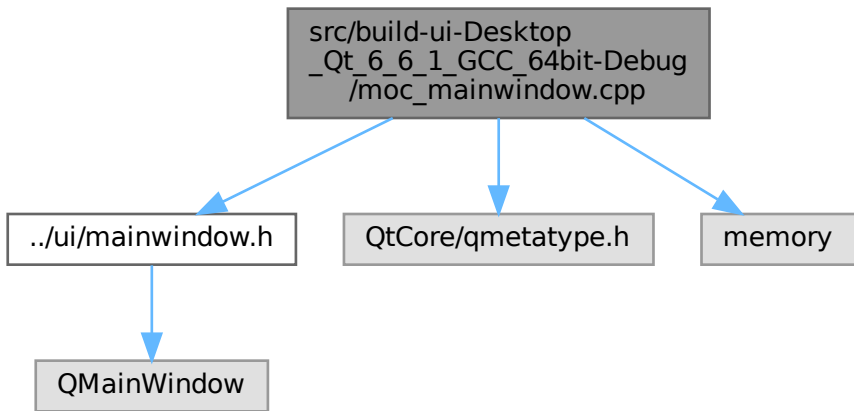 src/build-ui-Desktop
_Qt_6_6_1_GCC_64bit-Debug
/moc_mainwindow.cpp
../ui/mainwindow.h
QtCore/qmetatype.h
memory
QMainWindow